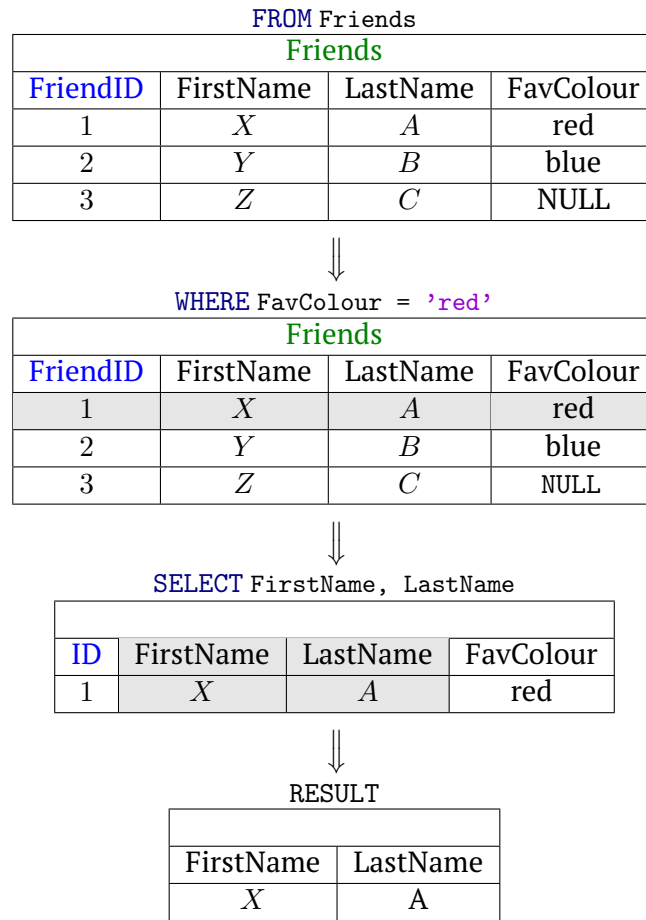 FROM Friends
Friends
FriendID FirstName LastName FavColour
1 X A red
2 Y B blue
3 Z C NULL
⇓
WHERE FavColour = 'red'
Friends
FriendID FirstName LastName FavColour
1 X A red
2 Y B blue
3 Z C NULL
⇓
SELECT FirstName, LastName
ID FirstName LastName FavColour
1 X A red
⇓
RESULT
FirstName LastName
X A